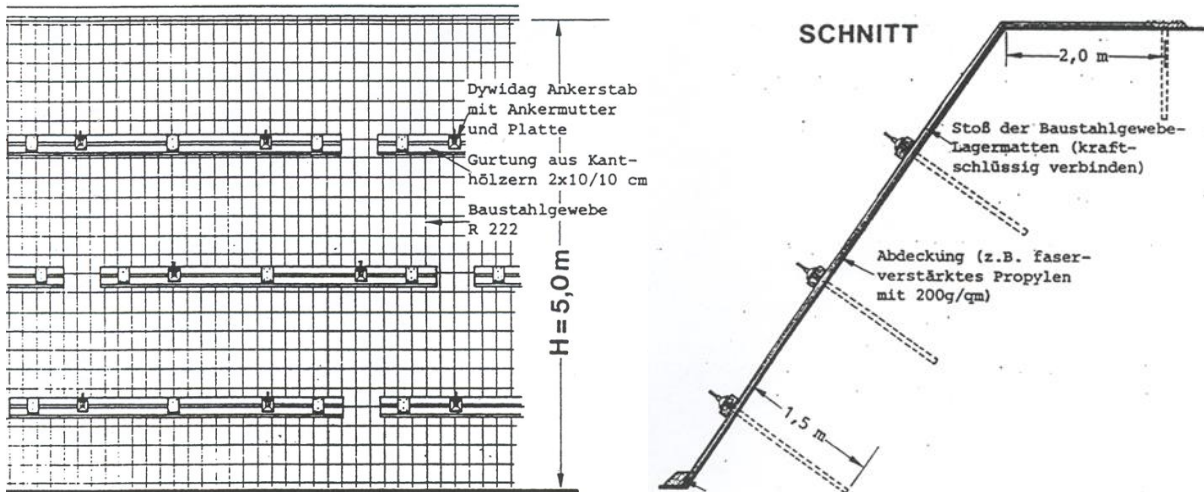 Dywidag Ankerstab
mit Ankermutter
und Platte
Gurtung aus Kant-
hölzern 2x10/10 cm
Baustahlgewebe
R 222
H = 5,0m
SCHNITT
2,0 m
Stoß der Baustahlgewebe-
Lagermatten (kraft-
schlüssig verbinden)
Abdeckung (z.B. faser-
verstärktes Propylen
mit 200g/qm)
1,5 m